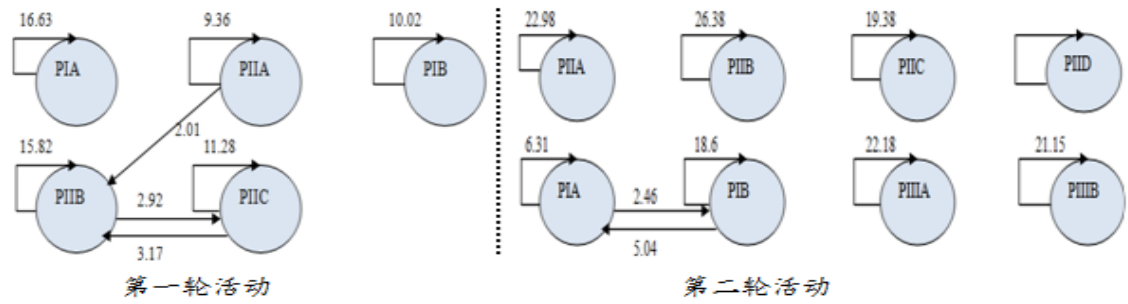 16.63 9.36 10.02 22.98 26.38 19.38
PIA PIIA PIB PIIA PIIB PIIC PIID
2.01
15.82 11.28 6.31 18.6 22.18 21.15
PIIB PIIC PIA PIB PIIIA PIIIB
2.92 2.46
3.17 5.04
第一轮活动 第二轮活动